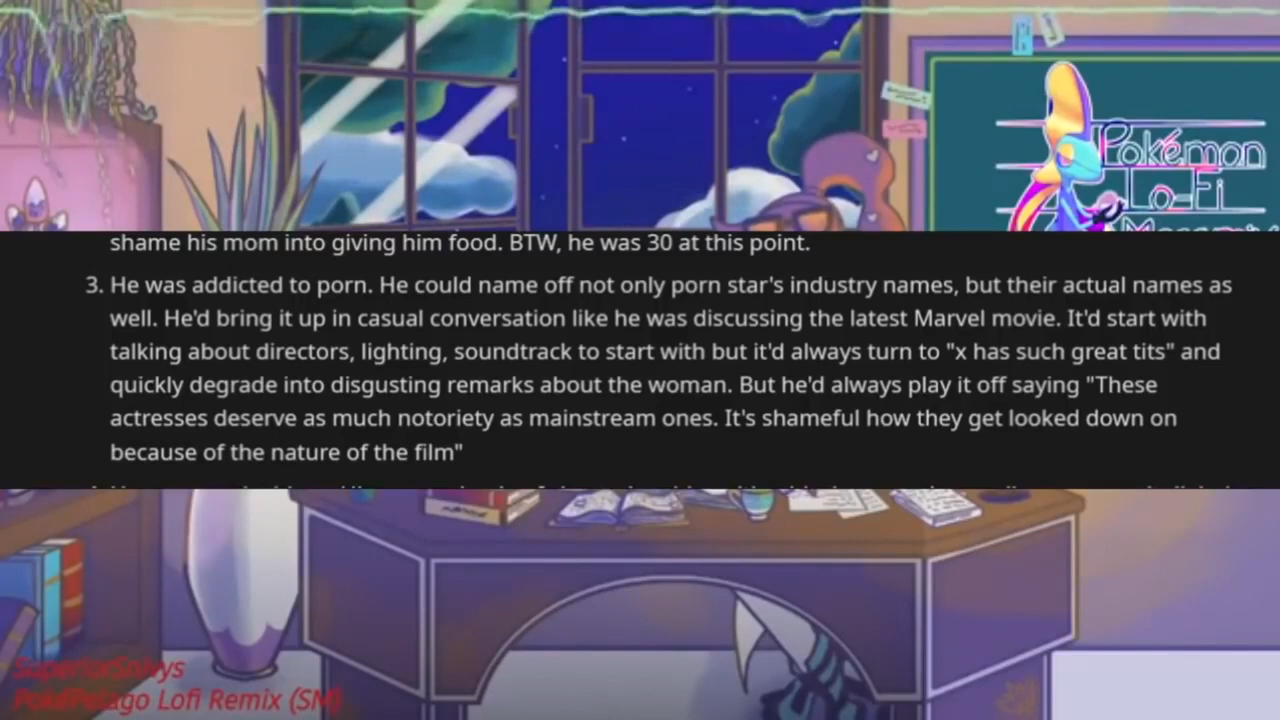 Pokémon
Lo-Fi
shame his mom into giving him food. BTW, he was 30 at this point.
3. He was addicted to porn. He could name off not only porn star's industry names, but their actual names as
well. He'd bring it up in casual conversation like he was discussing the latest Marvel movie. It'd start with
talking about directors, lighting, soundtrack to start with but it'd always turn to "x has such great tits" and
quickly degrade into disgusting remarks about the woman. But he'd always play it off saying "These
actresses deserve as much notoriety as mainstream ones. It's shameful how they get looked down on
because of the nature of the film"
PokéPelago Lofi Remix (SM)